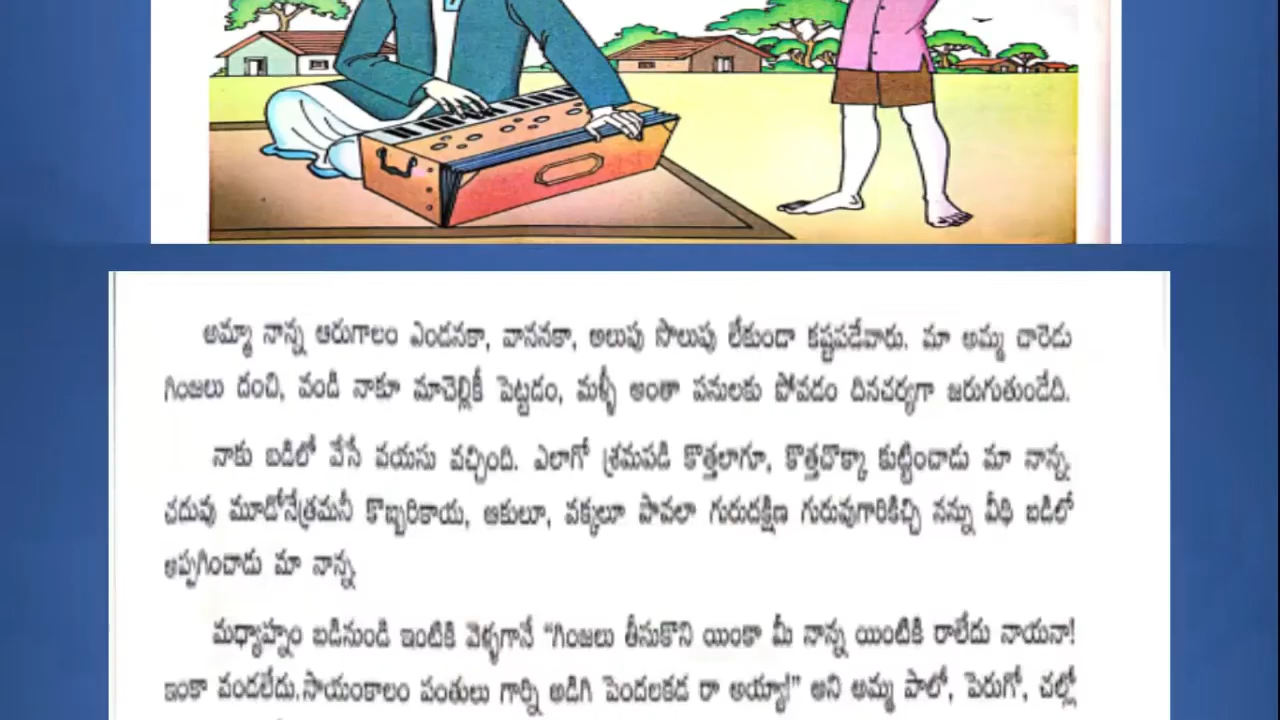 అమ్మా నాన్న ఆరుగాలం ఎండనకా, వాననకా, అలుపు సొలుపు లేకుండా కష్టపడేవారు. మా అమ్మ చారెడు
గింజలు దంచి, వండి నాకూ మాచెల్లికీ పెట్టడం, మళ్ళీ అంతా పనులకు పోవడం దినచర్యగా జరుగుతుండేది.
నాకు బడిలో వేసే వయసు వచ్చింది. ఎలాగో శ్రమపడి కొత్తలాగూ, కొత్తచొక్కా కుట్టించాడు మా నాన్న
చదువు మూడోనేత్రమనీ కొబ్బరికాయ, ఆకులూ, వక్కలూ పావలా గురుదక్షిణ గురువుగారికిచ్చి నన్ను వీథి బడిలో
అప్పగించాడు మా నాన్న
మధ్యాహ్నం బడినుండి ఇంటికి వెళ్ళగానే “గింజలు తీసుకొని యింకా మీ నాన్న యింటికి రాలేదు నాయనా!
ఇంకా వండలేదు.సాయంకాలం పంతులు గార్ని అడిగి పెందలకడ రా అయ్యా!” అని అమ్మ పాలో, పెరుగో, చల్లో